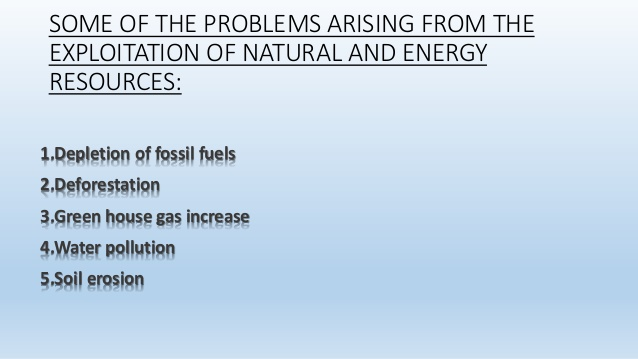 SOME OF THE PROBLEMS ARISING FROM THE
EXPLOITATION OF NATURAL AND ENERGY
RESOURCES:
1.Depletion of fossil fuels
2.Deforestation
3.Green house gas increase
4.Water pollution
5.Soil erosion